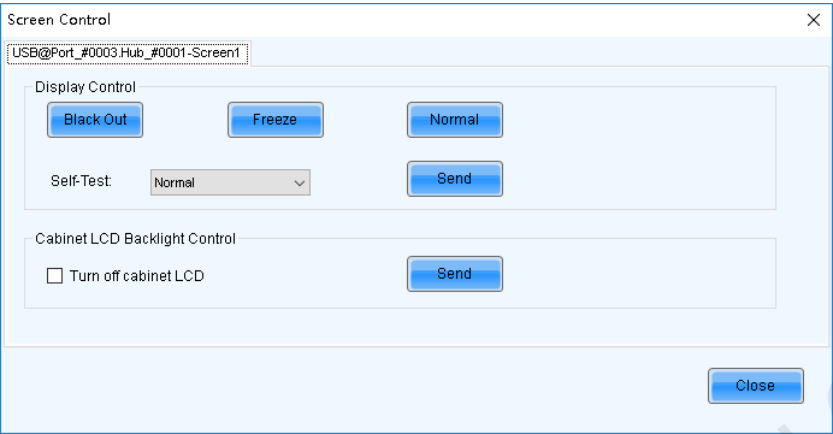 Screen Control
USB@Port_#0003.Hub_#0001-Screen1
Display Control
Black Out Freeze Normal
Self-Test: Normal Send
Cabinet LCD Backlight Control
Turn off cabinet LCD Send
Close